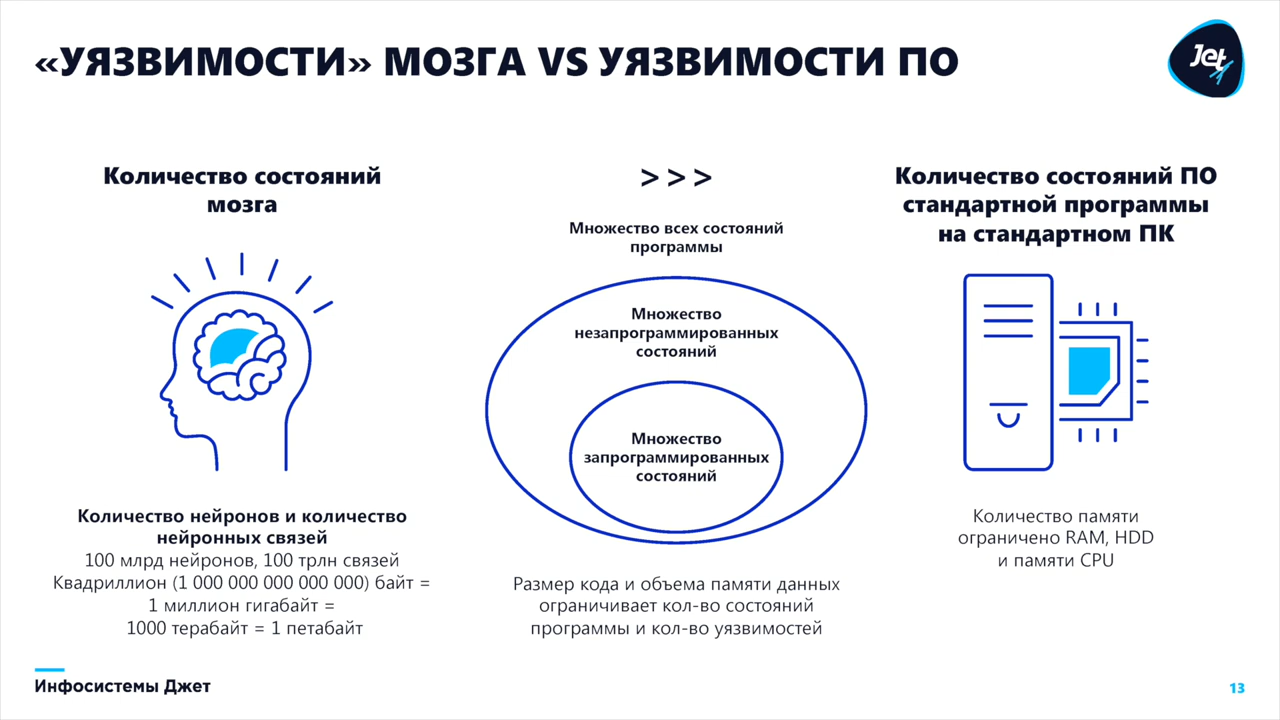 «УЯЗВИМОСТИ» МОЗГА VS УЯЗВИМОСТИ ПО
Jet
Количество состояний
мозга
Количество нейронов и количество
нейронных связей
100 млрд нейронов, 100 трлн связей
Квадриллион (1 000 000 000 000 000) байт =
1 миллион гигабайт =
1000 терабайт = 1 петабайт
>>>
Множество всех состояний
программы
Множество
незапрограммированных
состояний
Множество
запрограммированных
состояний
Размер кода и объема памяти данных
ограничивает кол-во состояний
программы и кол-во уязвимостей
Количество состояний ПО
стандартной программы
на стандартном ПК
Количество памяти
ограничено RAM, HDD
и памяти CPU
Инфосистемы Джет
13